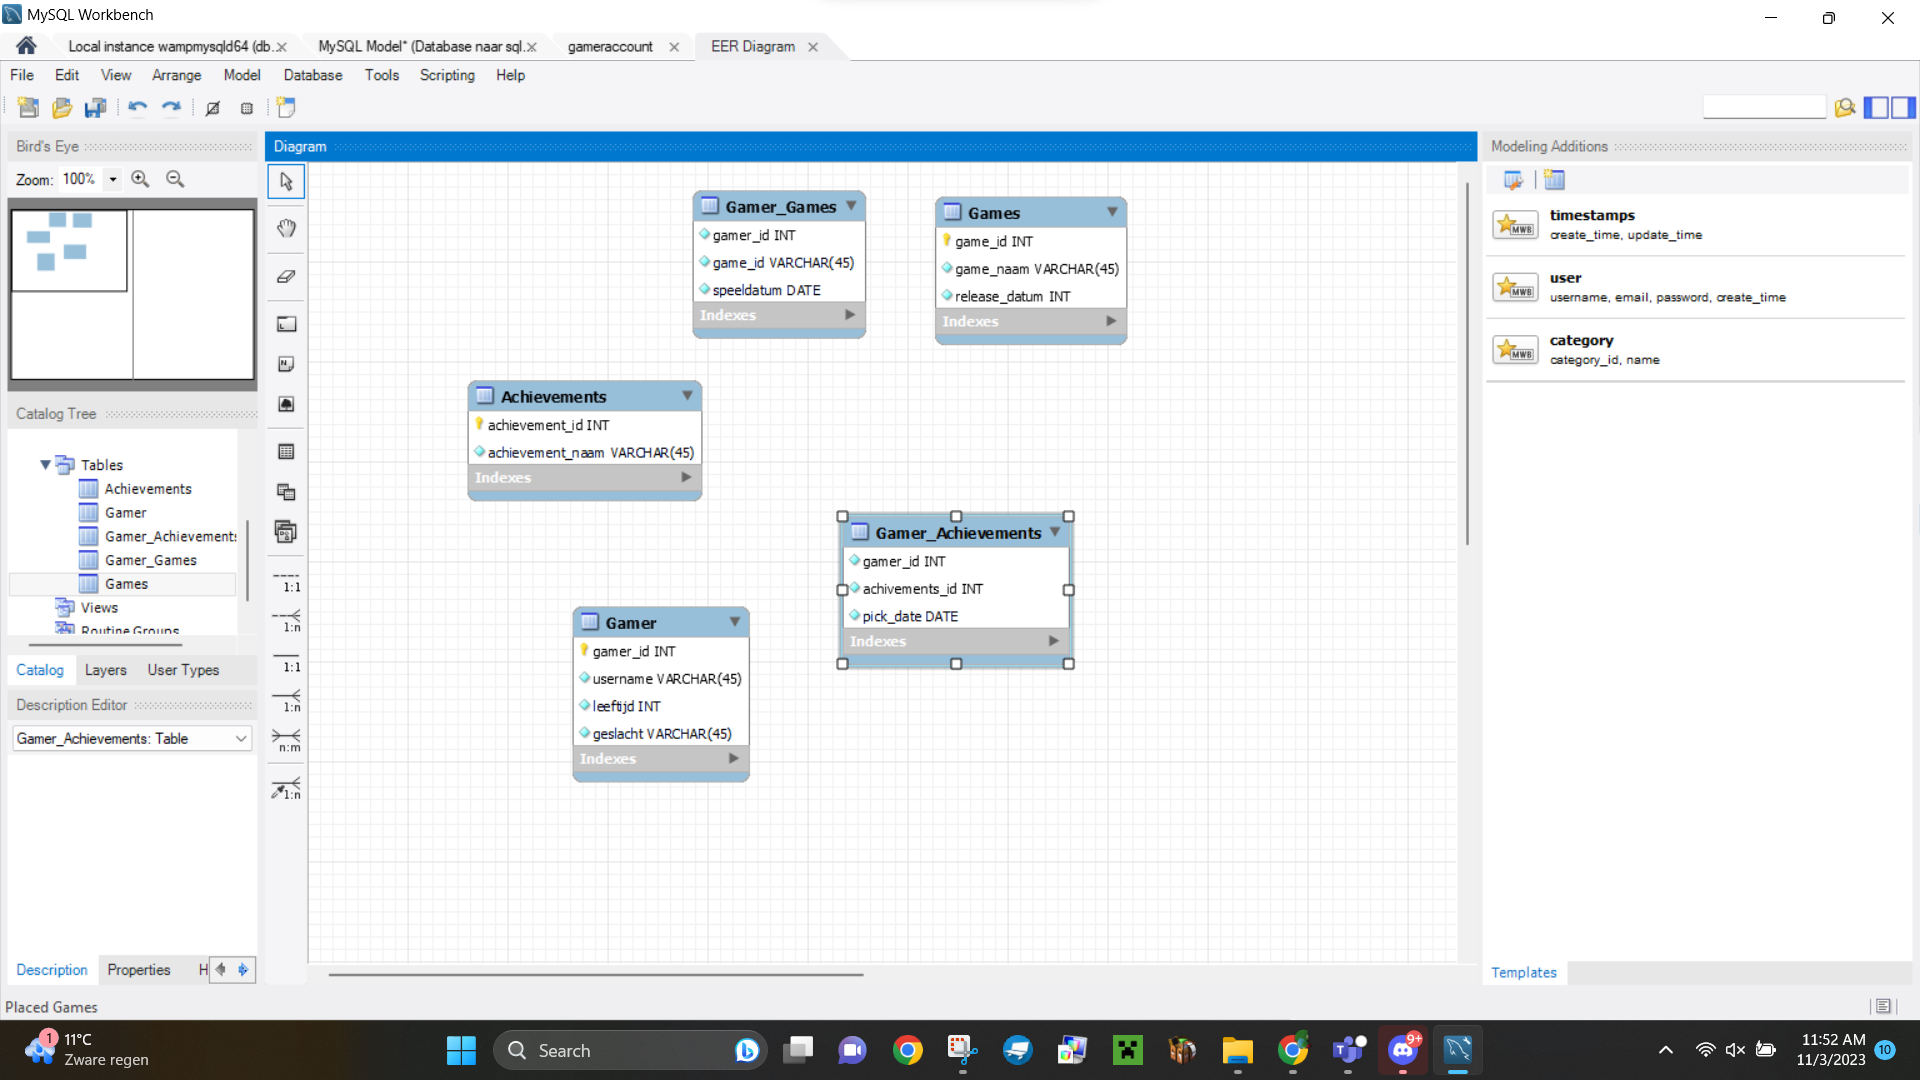 MySQL Workbench
Local instance wampmysqld64 (db.
MySQL Model* (Database naar sql.
gameraccount
EER Diagram
File Edit View Arrange Model Database Tools Scripting Help
Bird's Eye
Diagram
Modeling Additions
Zoom: 100%
timestamps
create_time, update_time
user
username, email, password, create_time
category
category_id, name
Gamer_Games
gamer_id INT
game_id VARCHAR(45)
speeldatum DATE
Indexes
Games
game_id INT
game_naam VARCHAR(45)
release_datum INT
Indexes
Achievements
achievement_id INT
achievement_naam VARCHAR(45)
Indexes
Gamer_Achievements
gamer_id INT
achivements_id INT
pick_date DATE
Indexes
Gamer
gamer_id INT
username VARCHAR(45)
leeftijd INT
geslacht VARCHAR(45)
Indexes
1:1
1:n
1:1
1:n
n:m
1:n
Catalog Tree
Tables
Achievements
Gamer
Gamer_Achievements
Gamer_Games
Games
Views
Routine Groups
Catalog Layers User Types
Description Editor
Gamer_Achievements: Table
Description Properties H
Templates
Placed Games
1
11°C
Zware regen
Search
9+
11:52 AM
11/3/2023
10